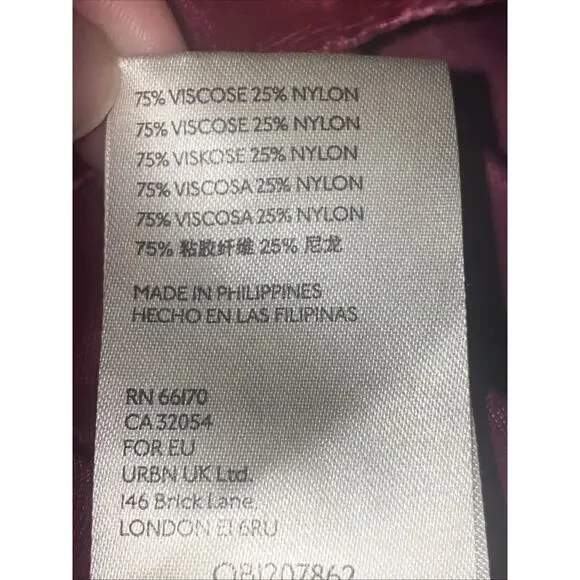 75% VISCOSE 25% NYLON
75% VISCOSE 25% NYLON
75% VISKOSE 25% NYLON
75% VISCOSA 25% NYLON
75% VISCOSA 25% NYLON
75% 粘胶纤维 25% 尼龙
MADE IN PHILIPPINES
HECHO EN LAS FILIPINAS
RN 66170
CA 32054
FOR EU
URBN UK Ltd.
146 Brick Lane,
LONDON E1 6RU